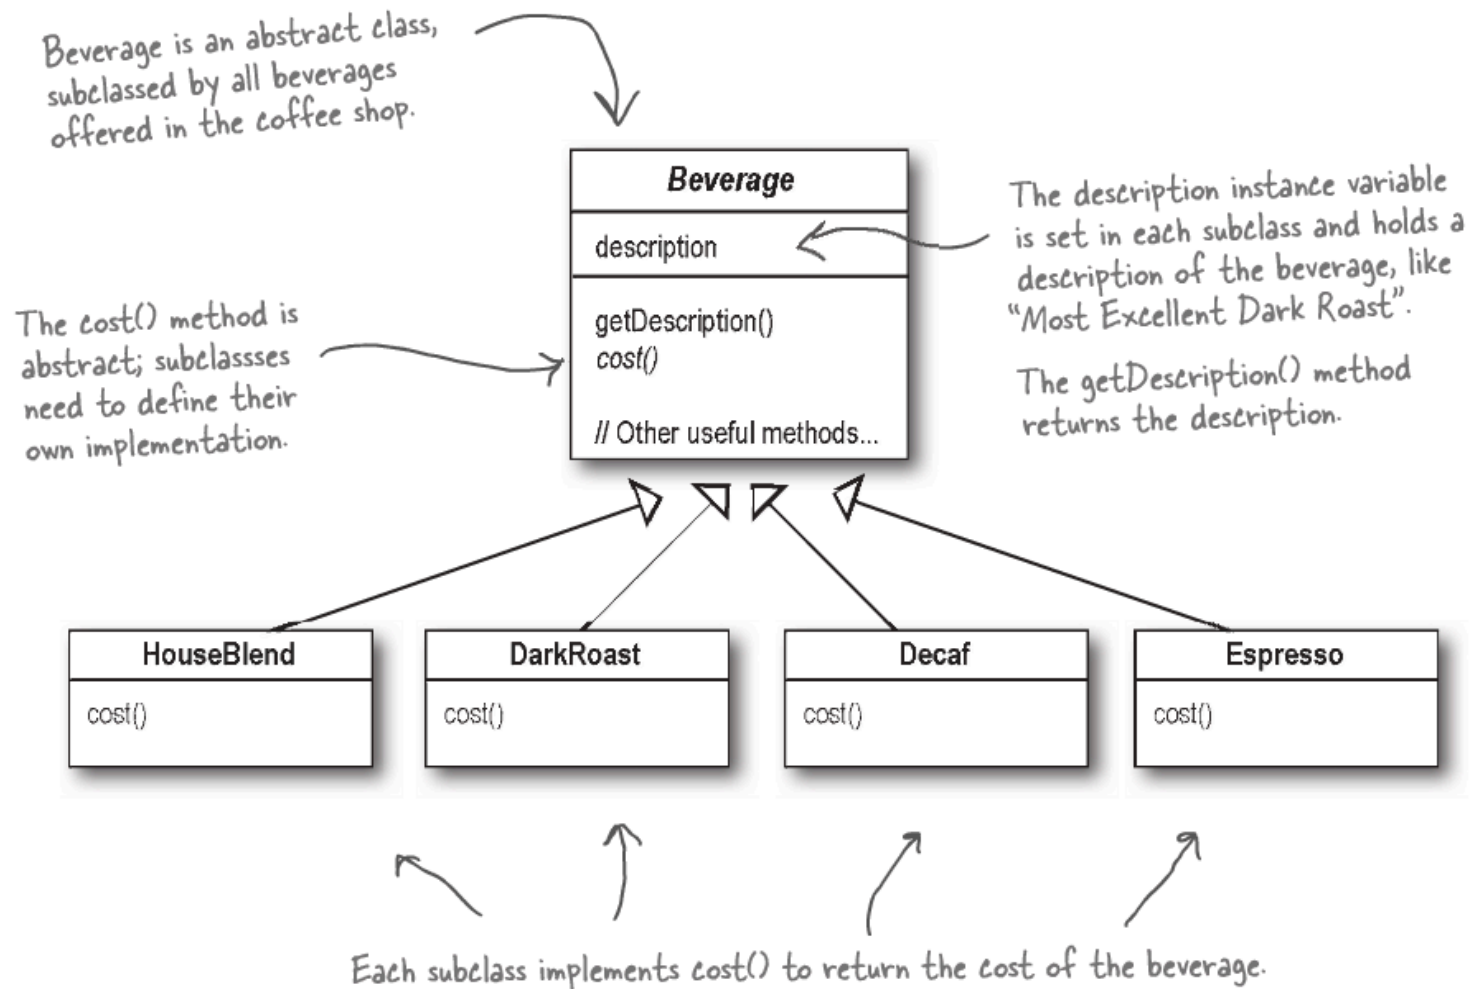 Beverage is an abstract class,
subclassed by all beverages
offered in the coffee shop.
Beverage
description
getDescription()
cost()
// Other useful methods...
The description instance variable
is set in each subclass and holds a
description of the beverage, like
“Most Excellent Dark Roast”.
The getDescription() method
returns the description.
The cost() method is
abstract; subclassses
need to define their
own implementation.
HouseBlend
cost()
DarkRoast
cost()
Decaf
cost()
Espresso
cost()
Each subclass implements cost() to return the cost of the beverage.